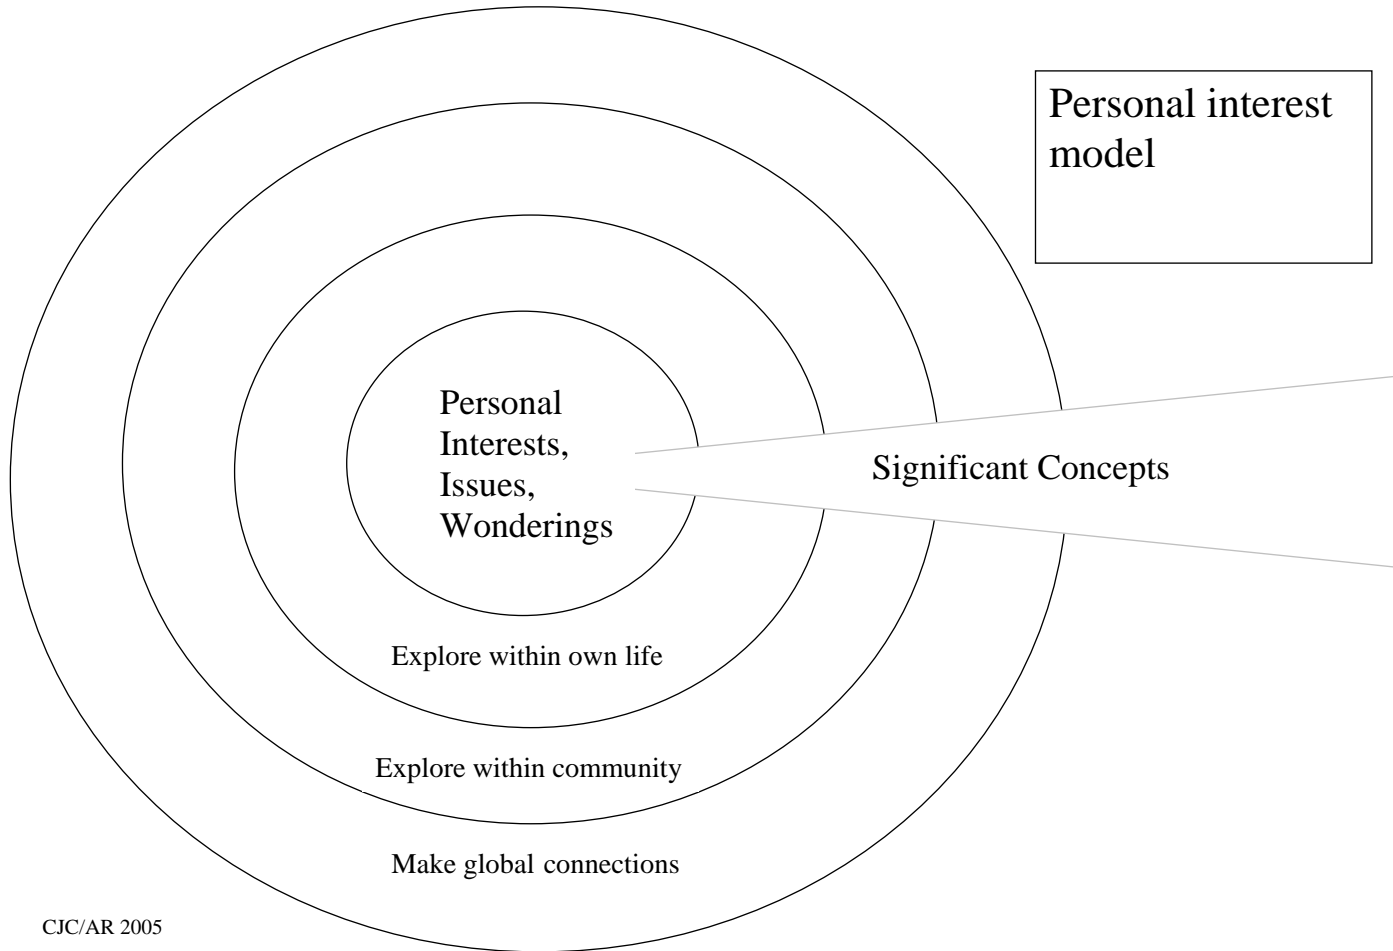 Personal interest
model
Personal
Interests,
Issues,
Wonderings
Significant Concepts
Explore within own life
Explore within community
Make global connections
CJC/AR 2005